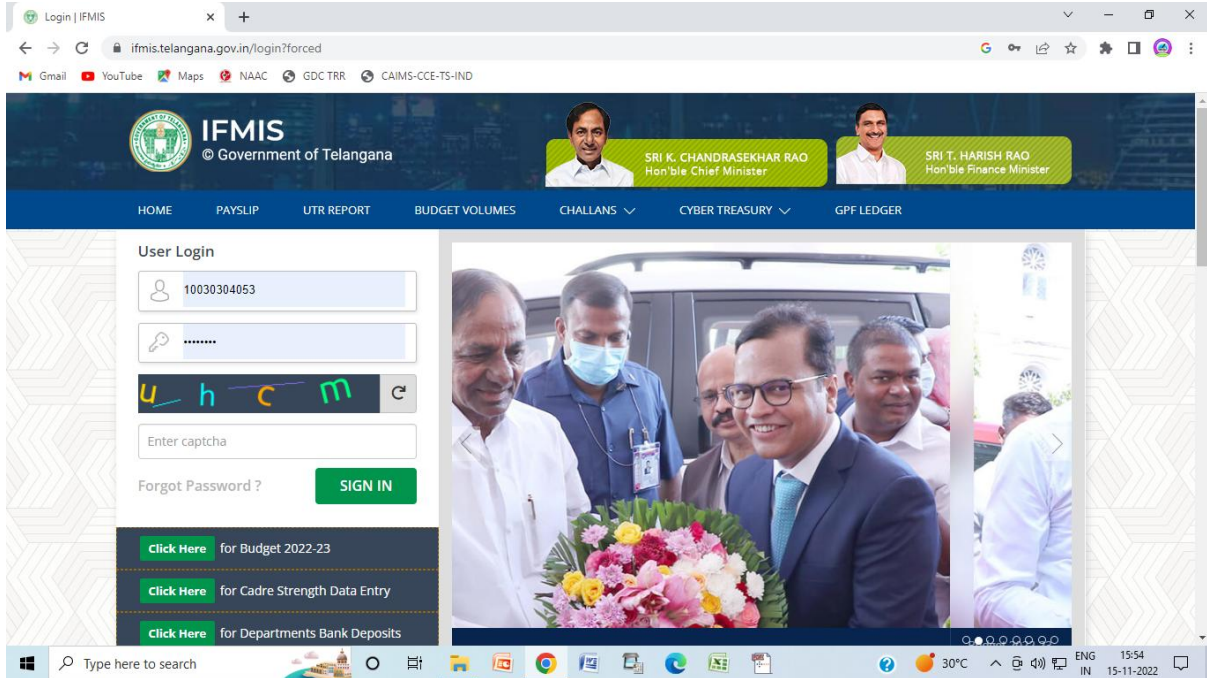 Login | IFMIS
ifmis.telangana.gov.in/login?forced
Gmail YouTube Maps NAAC GDC TRR CAIMS-CCE-TS-IND
IFMIS
© Government of Telangana
SRI K. CHANDRASEKHAR RAO
Hon'ble Chief Minister
SRI T. HARISH RAO
Hon'ble Finance Minister
HOME PAYSLIP UTR REPORT BUDGET VOLUMES CHALLANS CYBER TREASURY GPF LEDGER
User Login
10030304053
u h c m
Enter captcha
Forgot Password ? SIGN IN
Click Here for Budget 2022-23
Click Here for Cadre Strength Data Entry
Click Here for Departments Bank Deposits
Type here to search
30°C
ENG
IN
15:54
15-11-2022